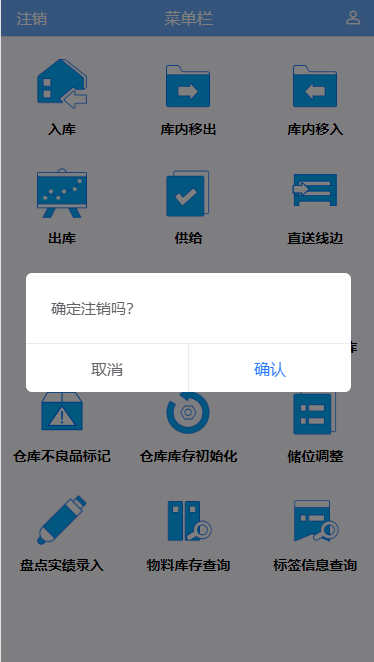 注销 菜单栏
入库 库内移出 库内移入
出库 供给 直送线边
确定注销吗?
库
取消 确认
仓库不良品标记 仓库库存初始化 储位调整
盘点实绩录入 物料库存查询 标签信息查询